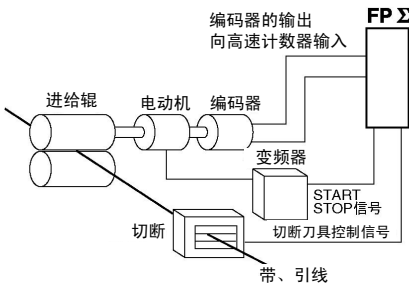 编码器的输出
向高速计数器输入
FP Σ
进给辊
电动机
编码器
变频器
START
STOP信号
切断
切断刀具控制信号
带、引线